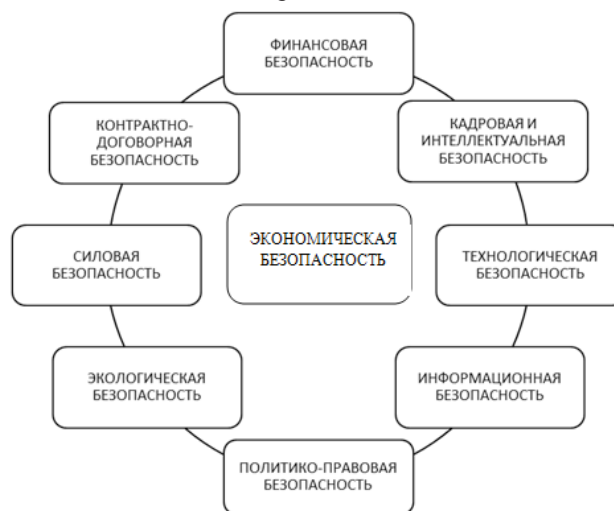 ФИНАНСОВАЯ
БЕЗОПАСНОСТЬ
КОНТРАКТНО-
ДОГОВОРНАЯ
БЕЗОПАСНОСТЬ
КАДРОВАЯ И
ИНТЕЛЛЕКТУАЛЬНАЯ
БЕЗОПАСНОСТЬ
СИЛОВАЯ
БЕЗОПАСНОСТЬ
ЭКОНОМИЧЕСКАЯ
БЕЗОПАСНОСТЬ
ТЕХНОЛОГИЧЕСКАЯ
БЕЗОПАСНОСТЬ
ЭКОЛОГИЧЕСКАЯ
БЕЗОПАСНОСТЬ
ИНФОРМАЦИОННАЯ
БЕЗОПАСНОСТЬ
ПОЛИТИКО-ПРАВОВАЯ
БЕЗОПАСНОСТЬ